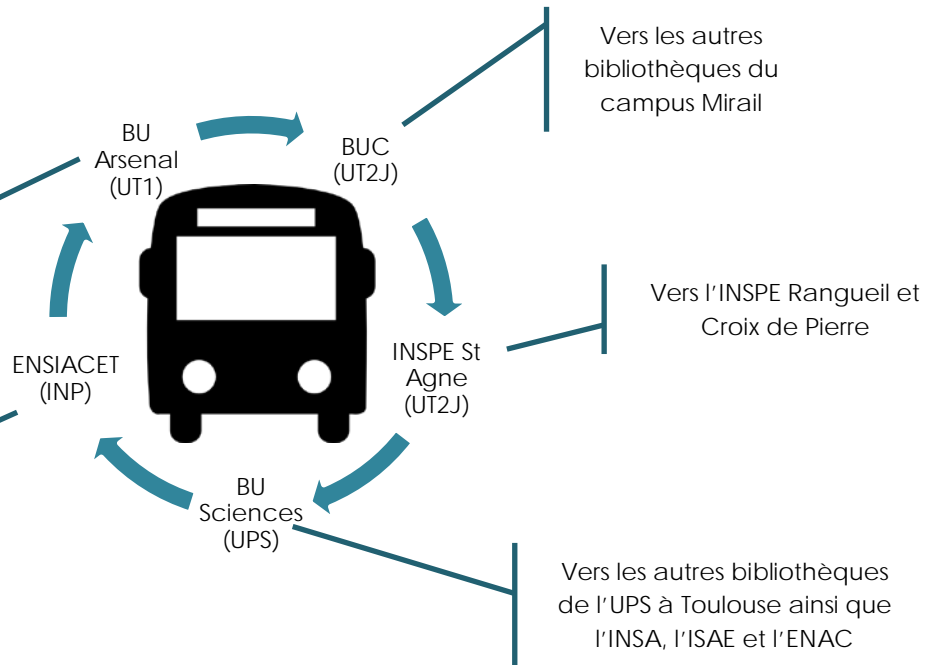 Vers les autres
bibliothèques du
campus Mirail
BU
Arsenal
(UT1)
BUC
(UT2J)
Vers l'INSPE Rangueil et
Croix de Pierre
INSPE St
Agne
(UT2J)
ENSIACET
(INP)
BU
Sciences
(UPS)
Vers les autres bibliothèques
de l'UPS à Toulouse ainsi que
l'INSA, l'ISAE et l'ENAC